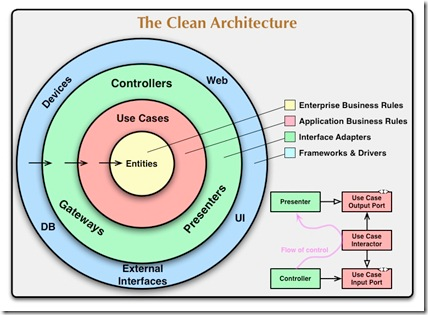 The Clean Architecture
Devices
Web
Controllers
Use Cases
Entities
Gateways
Presenters
DB
UI
External
Interfaces
Enterprise Business Rules
Application Business Rules
Interface Adapters
Frameworks & Drivers
Presenter
Use Case
Output Port
<I>
Flow of control
Use Case
Interactor
Controller
Use Case
Input Port
<I>